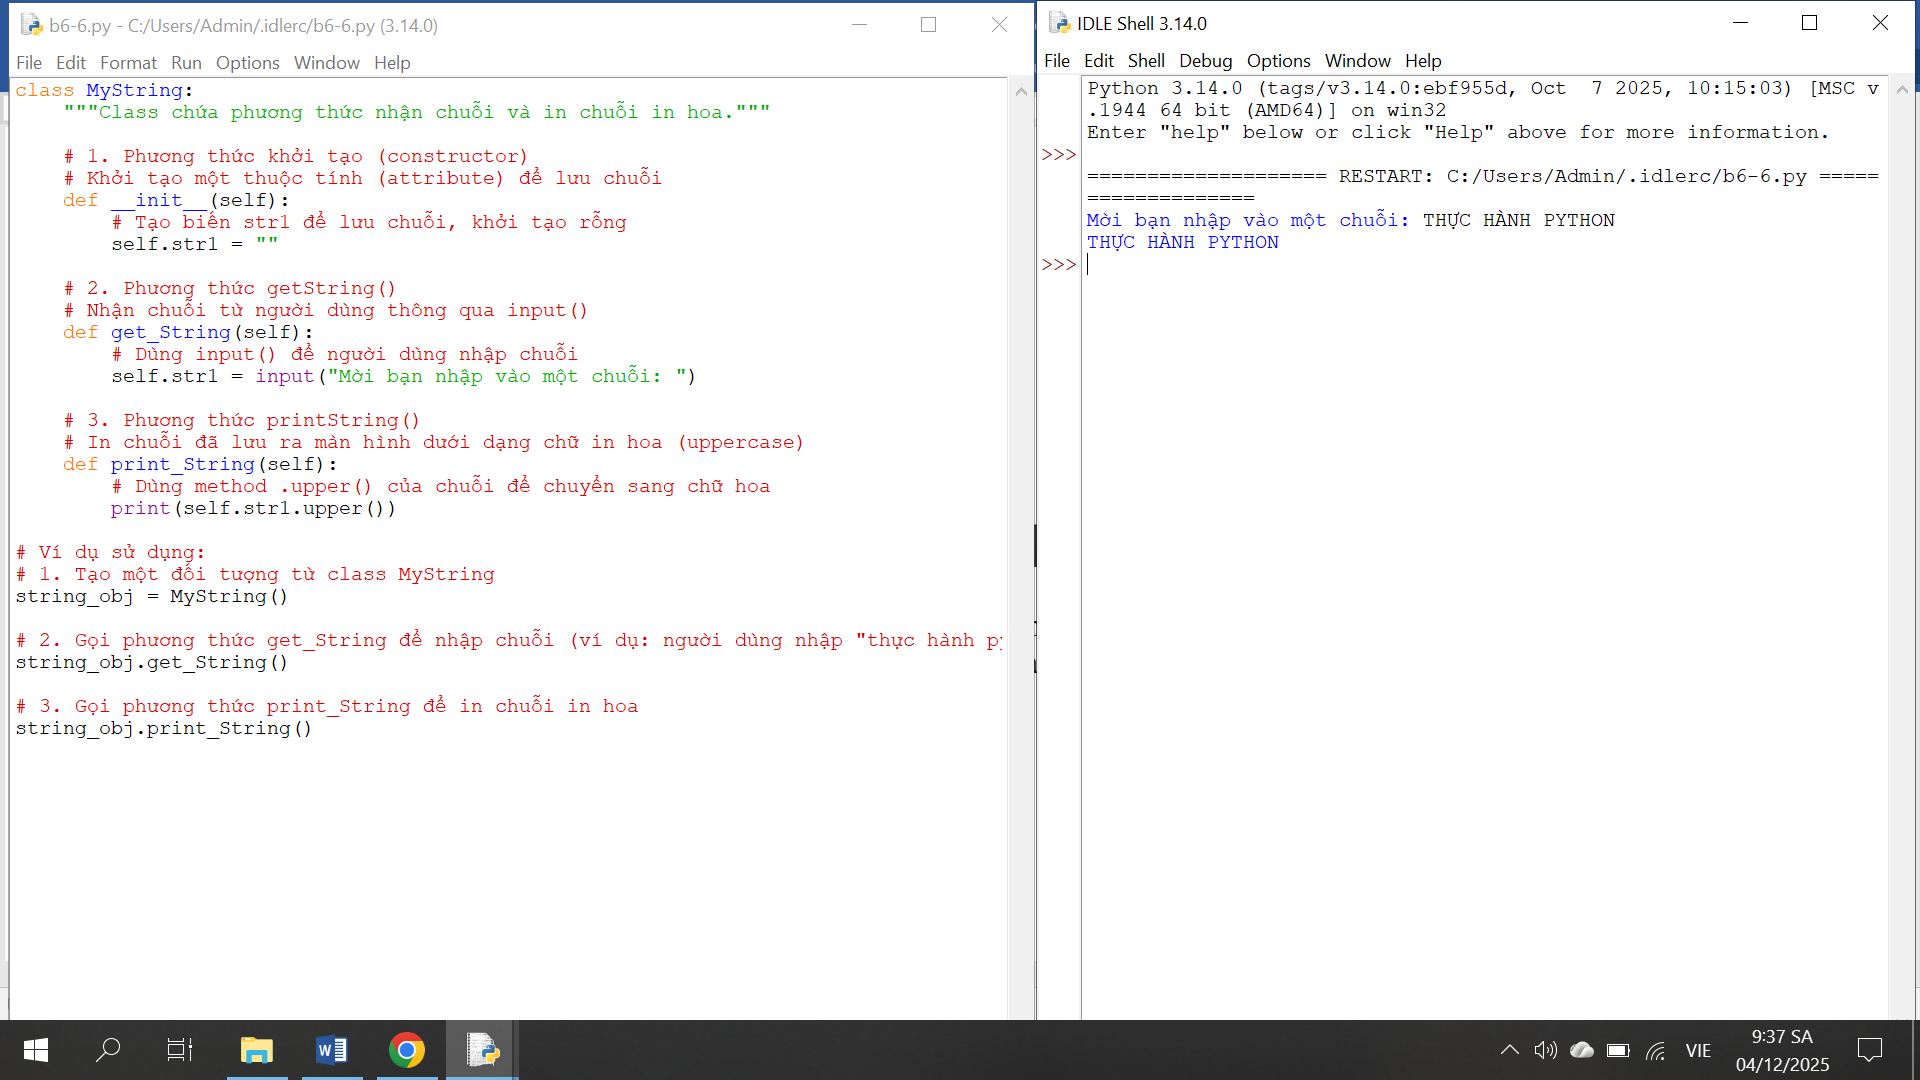 b6-6.py - C:/Users/Admin/.idlerc/b6-6.py (3.14.0)
File Edit Format Run Options Window Help
class MyString:
    """Class chứa phương thức nhận chuỗi và in chuỗi in hoa."""
    # 1. Phương thức khởi tạo (constructor)
    # Khởi tạo một thuộc tính (attribute) để lưu chuỗi
    def __init__(self):
        # Tạo biến str1 để lưu chuỗi, khởi tạo rỗng
        self.str1 = ""
    # 2. Phương thức getString()
    # Nhận chuỗi từ người dùng thông qua input()
    def get_String(self):
        # Dùng input() để người dùng nhập chuỗi
        self.str1 = input("Mời bạn nhập vào một chuỗi: ")
    # 3. Phương thức printString()
    # In chuỗi đã lưu ra màn hình dưới dạng chữ in hoa (uppercase)
    def print_String(self):
        # Dùng method .upper() của chuỗi để chuyển sang chữ hoa
        print(self.str1.upper())
# Ví dụ sử dụng:
# 1. Tạo một đối tượng từ class MyString
string_obj = MyString()
# 2. Gọi phương thức get_String để nhập chuỗi (ví dụ: người dùng nhập "thực hành py
string_obj.get_String()
# 3. Gọi phương thức print_String để in chuỗi in hoa
string_obj.print_String()
IDLE Shell 3.14.0
File Edit Shell Debug Options Window Help
Python 3.14.0 (tags/v3.14.0:ebf955d, Oct  7 2025, 10:15:03) [MSC v
.1944 64 bit (AMD64)] on win32
Enter "help" below or click "Help" above for more information.
>>>
==================== RESTART: C:/Users/Admin/.idlerc/b6-6.py =====
==============
Mời bạn nhập vào một chuỗi: THỰC HÀNH PYTHON
THỰC HÀNH PYTHON
>>>
VIE
9:37 SA
04/12/2025